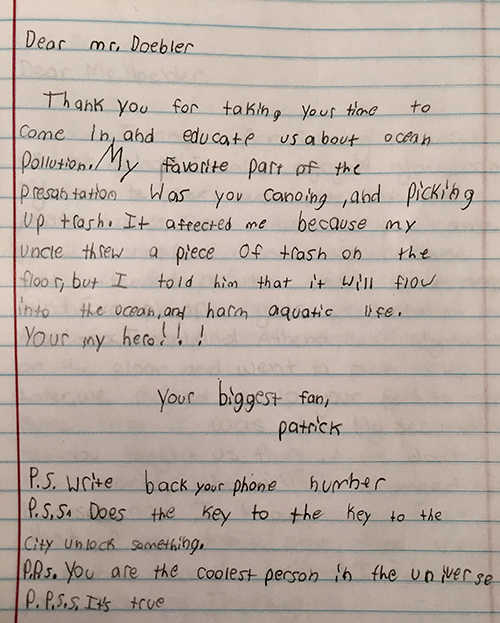 Dear mr. Doebler
Thank you for taking your time to
come in, and educate us about ocean
pollution. My favorite part of the
presantation was you canoing, and picking
up trash. It affected me because my
uncle threw a piece of trash on the
floor, but I told him that it will flow
into the ocean, and harm aquatic life.
Your my hero!!!
Your biggest fan,
patrick
P.S. Write back your phone number
P.S.S. Does the key to the key to the
city unlock something.
P.P.s. You are the coolest person in the universe
P.P.S.S. It's true